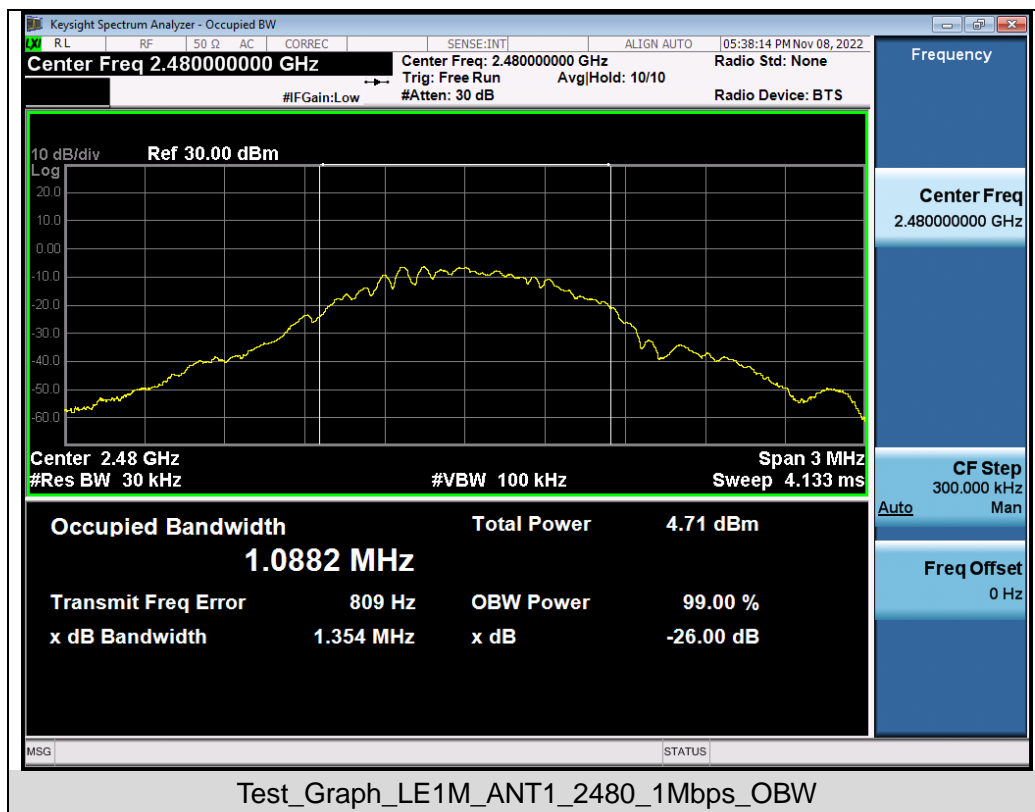 Keysight Spectrum Analyzer - Occupied BW
LXI RL RF 50 Ω AC CORREC SENSE:INT ALIGN AUTO 05:38:14 PM Nov 08, 2022
Center Freq 2.480000000 GHz
Center Freq: 2.480000000 GHz
Radio Std: None
Trig: Free Run Avg|Hold: 10/10
#IFGain:Low
#Atten: 30 dB
Radio Device: BTS
10 dB/div Ref 30.00 dBm
Log
20.0
10.0
0.00
-10.0
-20.0
-30.0
-40.0
-50.0
-60.0
Center 2.48 GHz Span 3 MHz
#Res BW 30 kHz #VBW 100 kHz Sweep 4.133 ms
Occupied Bandwidth Total Power 4.71 dBm
1.0882 MHz
Transmit Freq Error 809 Hz OBW Power 99.00 %
x dB Bandwidth 1.354 MHz x dB -26.00 dB
Frequency
Center Freq
2.480000000 GHz
CF Step
300.000 kHz
Auto Man
Freq Offset
0 Hz
MSG STATUS
Test_Graph_LE1M_ANT1_2480_1Mbps_OBW